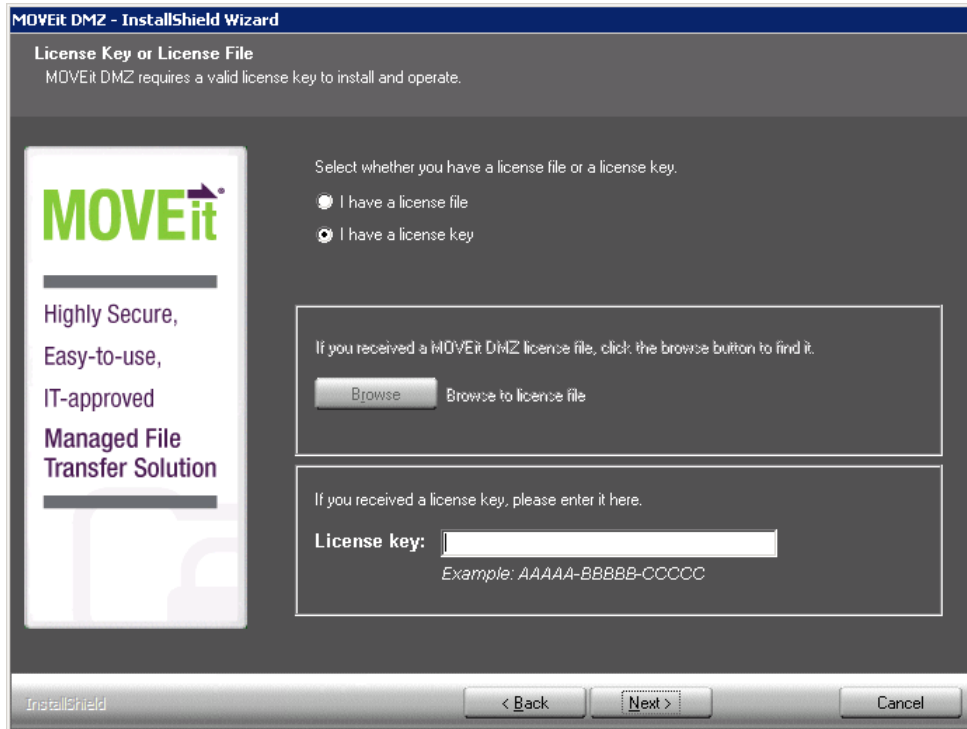 MOVEit DMZ - InstallShield Wizard
License Key or License File
MOVEit DMZ requires a valid license key to install and operate.
MOVEit®
Highly Secure,
Easy-to-use,
IT-approved
Managed File
Transfer Solution
Select whether you have a license file or a license key.
I have a license file
I have a license key
If you received a MOVEit DMZ license file, click the browse button to find it.
Browse Browse to license file
If you received a license key, please enter it here.
License key:
Example: AAAAA-BBBBB-CCCCC
InstallShield
< Back Next > Cancel